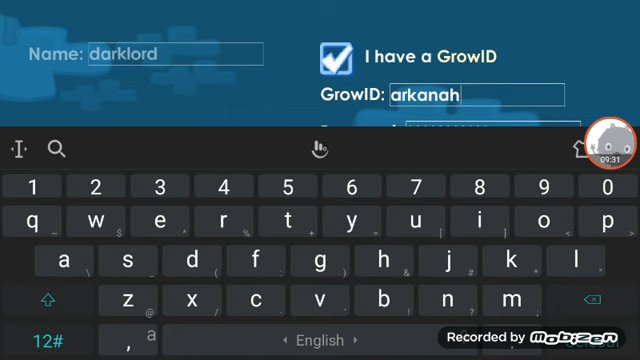 Name: darklord
I have a GrowID
GrowID: arkanah
09:31
1 2 3 4 5 6 7 8 9 0
q w e r t y u i o p
$ ^ % + ÷ = [ ] < >
a s d f g h j k l
\ _ ( : ) & # * "
z x c v b n m
@ / - ' ! ; ?
12# , a English
Recorded by Mobizen